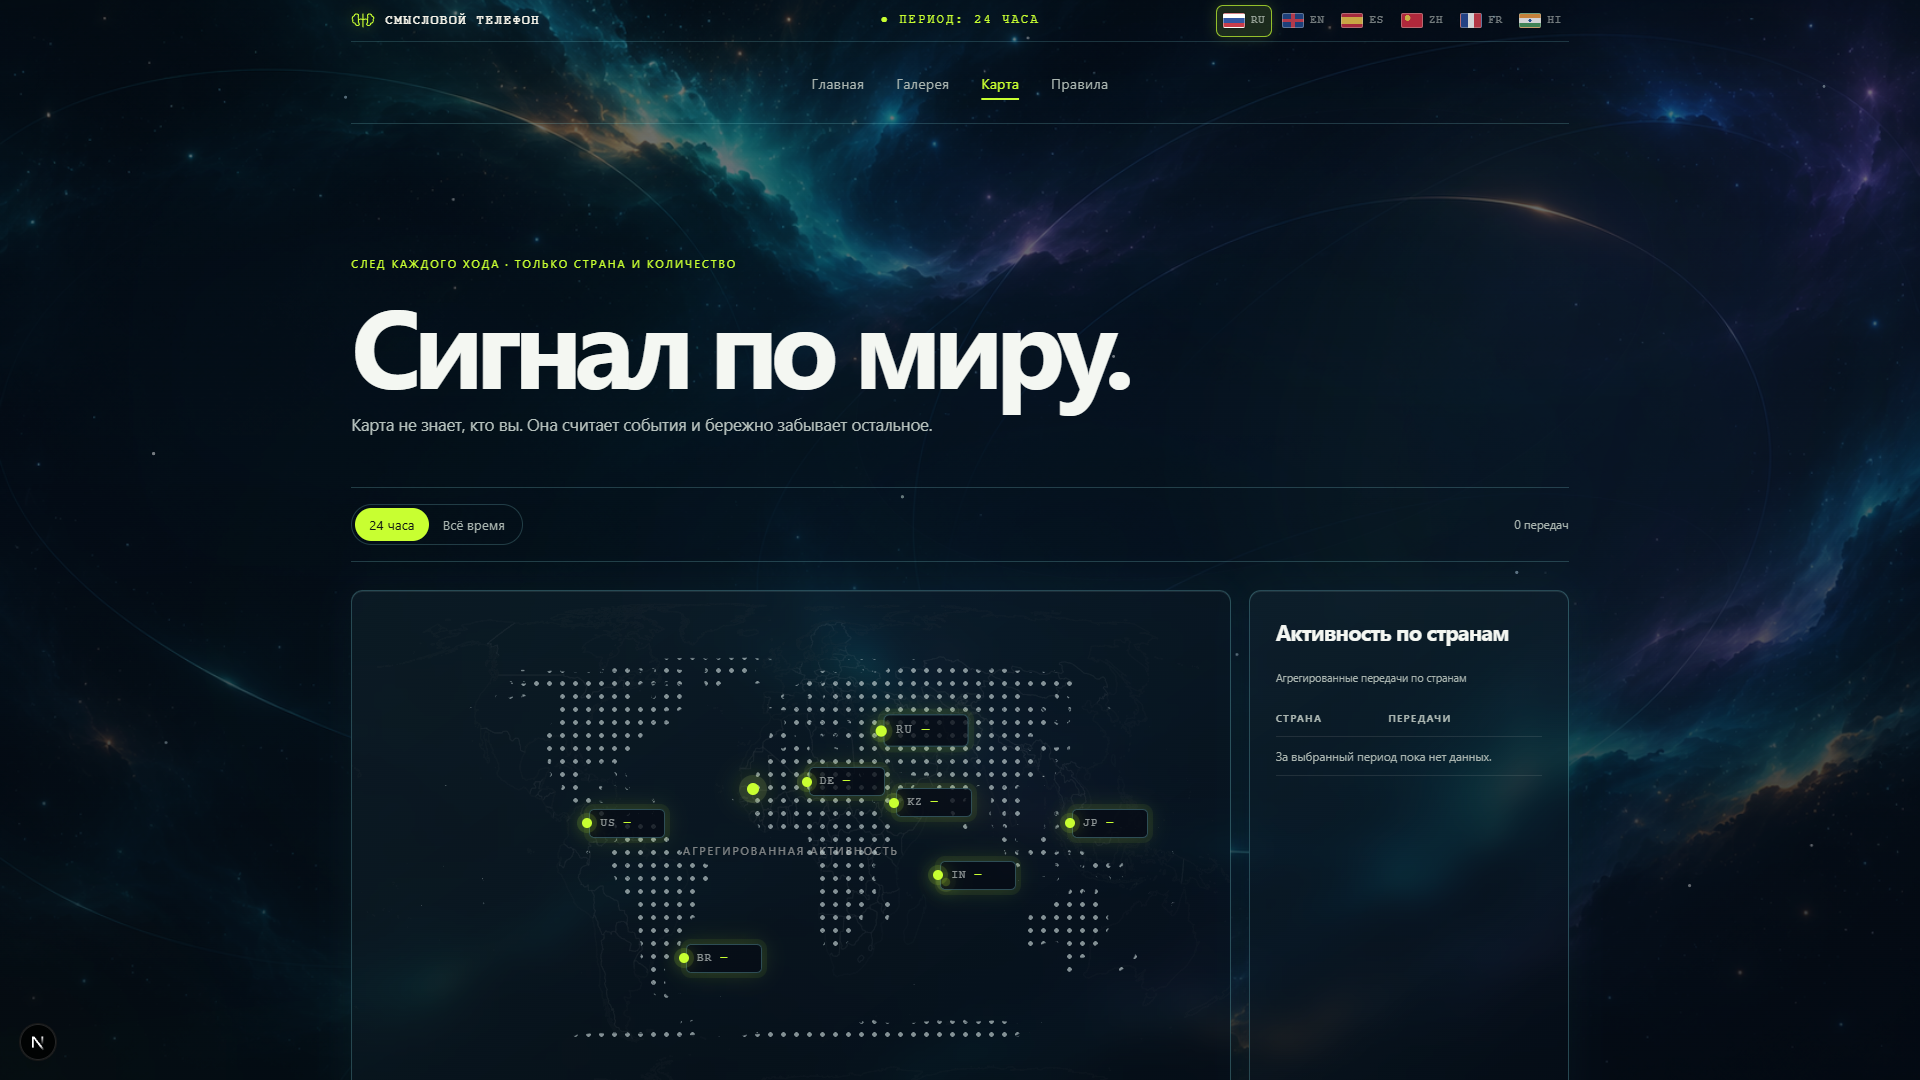 СМЫСЛОВОЙ ТЕЛЕФОН
ПЕРИОД: 24 ЧАСА
RU EN ES ZH FR HI
Главная Галерея Карта Правила
СЛЕД КАЖДОГО ХОДА · ТОЛЬКО СТРАНА И КОЛИЧЕСТВО
Сигнал по миру.
Карта не знает, кто вы. Она считает события и бережно забывает остальное.
24 часа Всё время
0 передач
RU —
DE —
KZ —
US —
JP —
АГРЕГИРОВАННАЯ АКТИВНОСТЬ
IN —
BR —
Активность по странам
Агрегированные передачи по странам
СТРАНА ПЕРЕДАЧИ
За выбранный период пока нет данных.
N